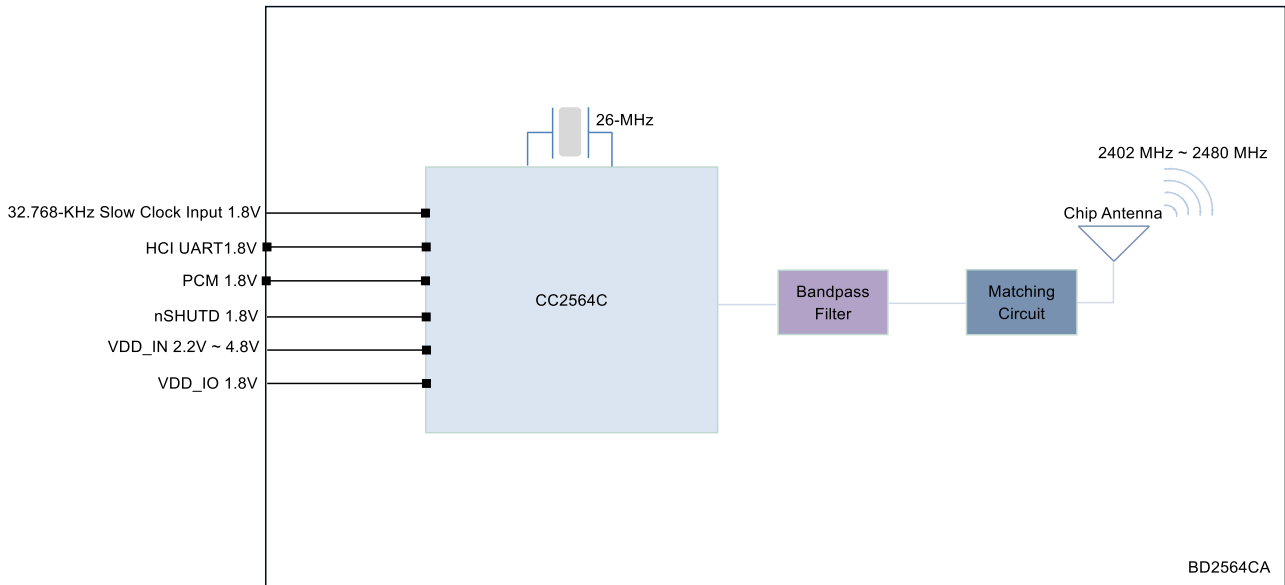 26-MHz
2402 MHz ~ 2480 MHz
32.768-KHz Slow Clock Input 1.8V
Chip Antenna
HCI UART1.8V
PCM 1.8V
nSHUTD 1.8V
VDD_IN 2.2V ~ 4.8V
VDD_IO 1.8V
CC2564C
Bandpass
Filter
Matching
Circuit
BD2564CA